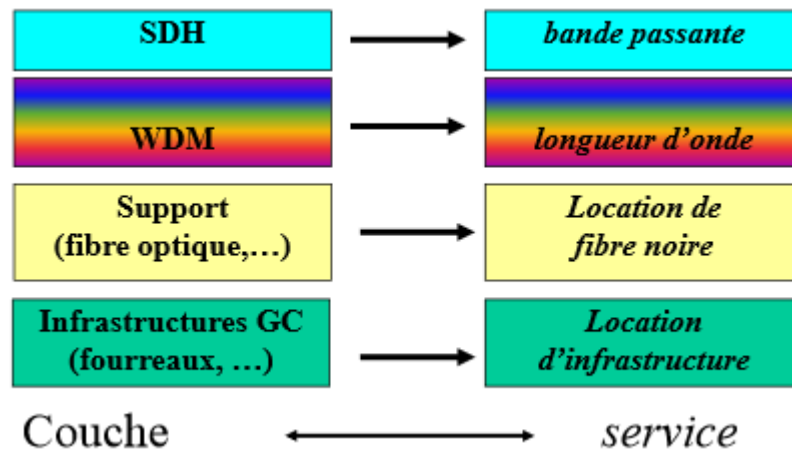 SDH
bande passante
WDM
longueur d'onde
Support
(fibre optique,...)
Location de
fibre noire
Infrastructures GC
(fourreaux, ...)
Location
d'infrastructure
Couche
service